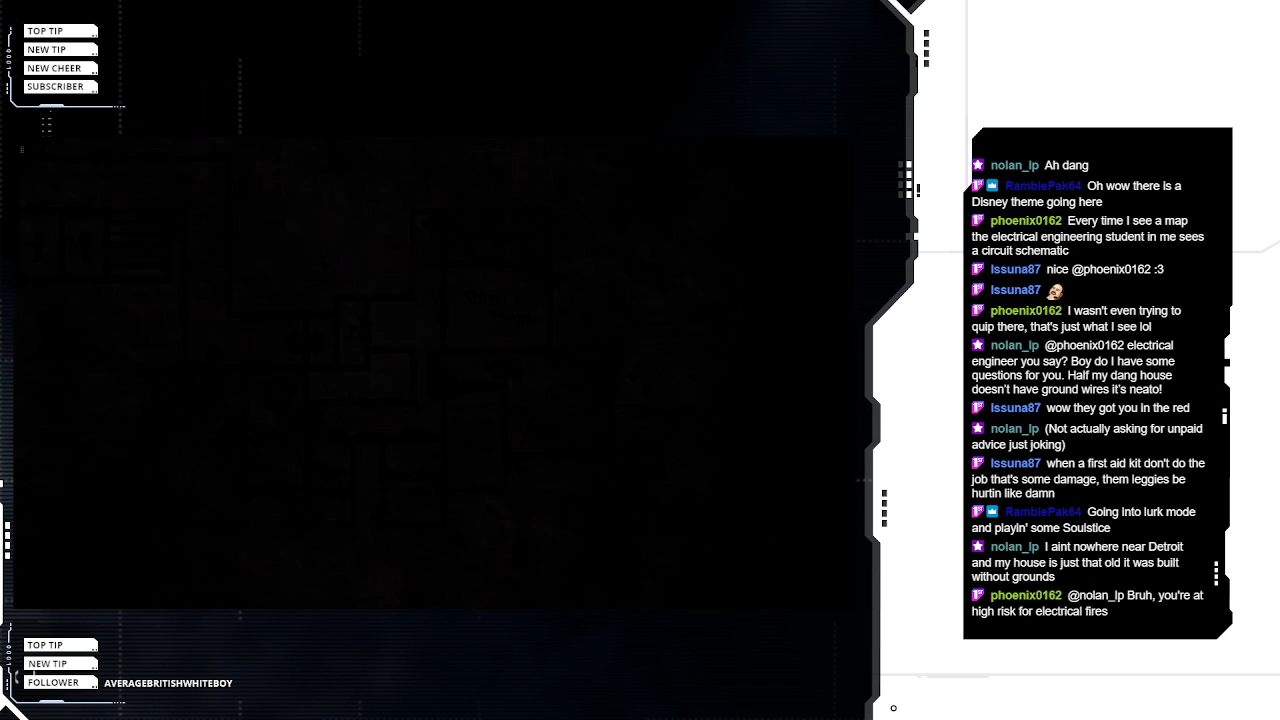 TOP TIP
NEW TIP
NEW CHEER
SUBSCRIBER
nolan_lp Ah dang
RamblePak64 Oh wow there is a
Disney theme going here
phoenix0162 Every time I see a map
the electrical engineering student in me sees
a circuit schematic
Issuna87 nice @phoenix0162 :3
Issuna87
phoenix0162 I wasn't even trying to
quip there, that's just what I see lol
nolan_lp @phoenix0162 electrical
engineer you say? Boy do I have some
questions for you. Half my dang house
doesn't have ground wires it's neato!
Issuna87 wow they got you in the red
nolan_lp (Not actually asking for unpaid
advice just joking)
Issuna87 when a first aid kit don't do the
job that's some damage, them leggies be
hurtin like damn
RamblePak64 Going into lurk mode
and playin' some Soulstice
nolan_lp I aint nowhere near Detroit
and my house is just that old it was built
without grounds
phoenix0162 @nolan_lp Bruh, you're at
high risk for electrical fires
TOP TIP
NEW TIP
FOLLOWER AVERAGEBRITISHWHITEBOY